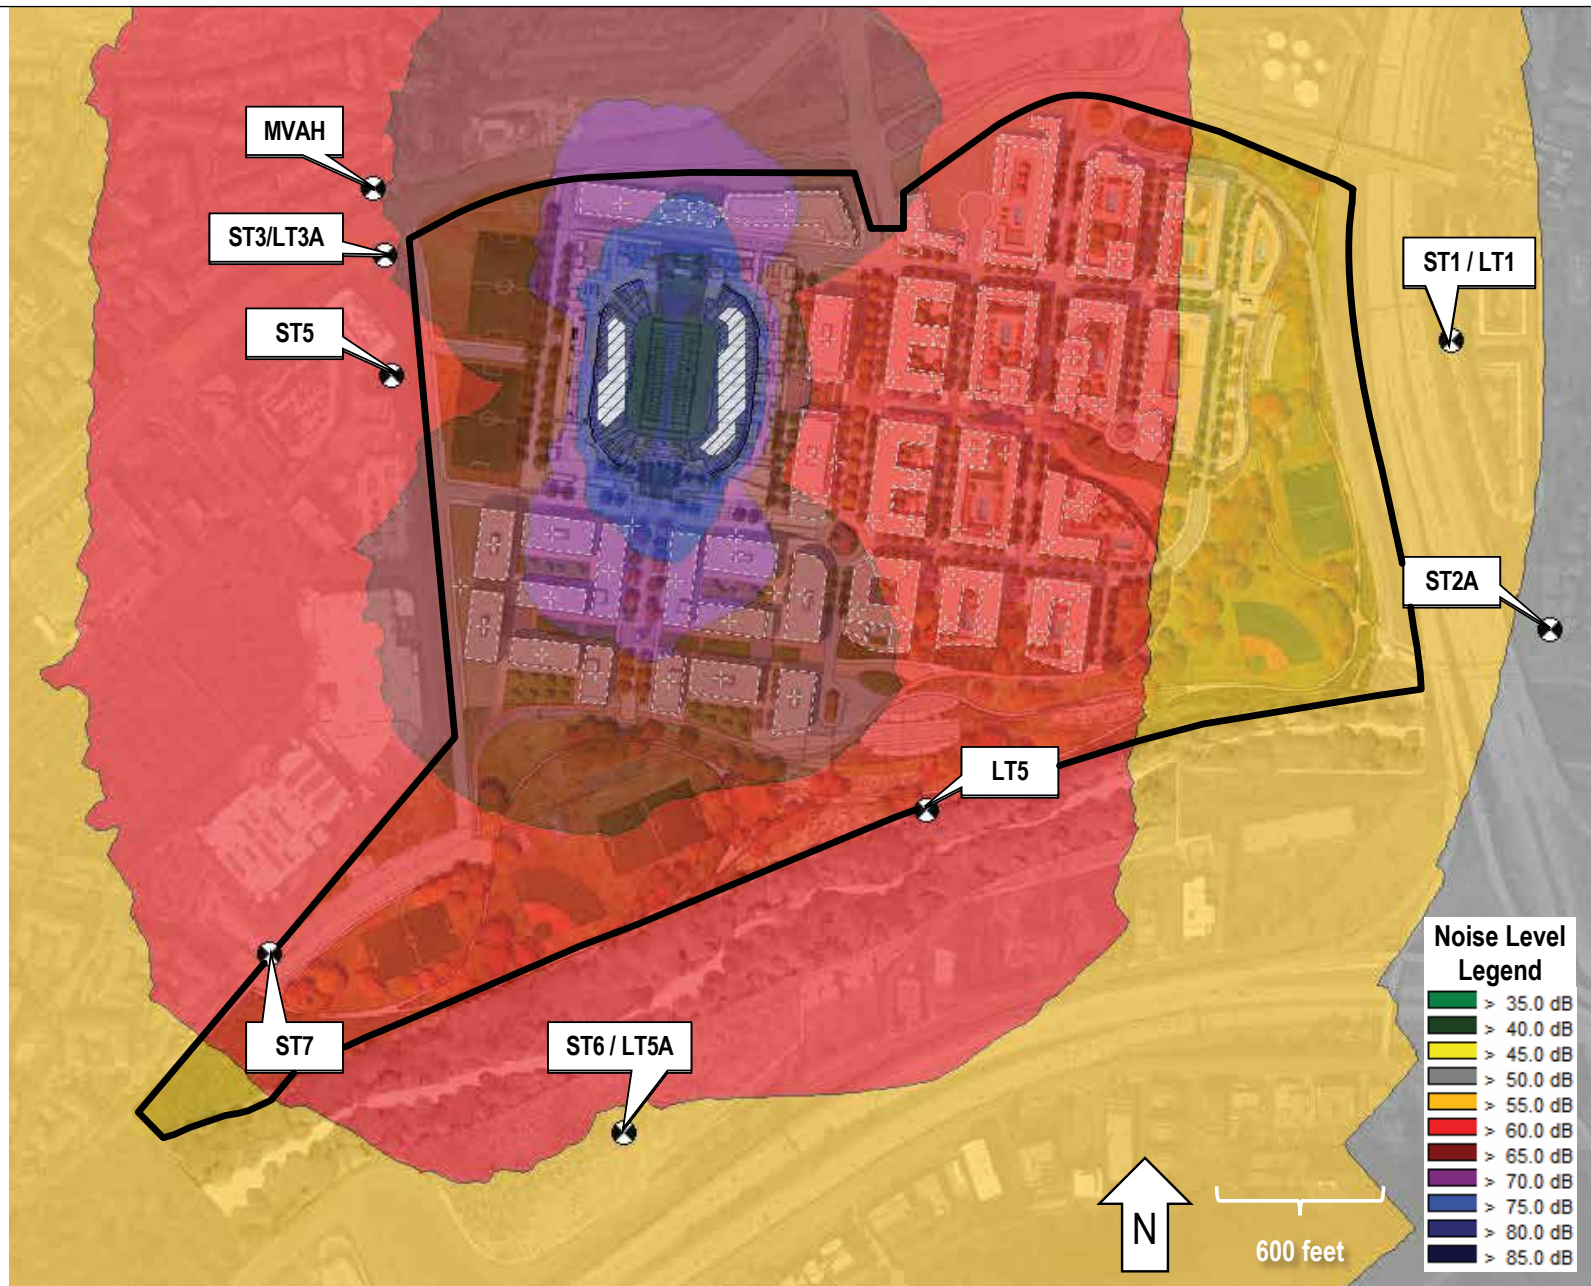 MVAH
ST3/LT3A
ST1 / LT1
ST5
ST2A
LT5
ST7
ST6 / LT5A
Noise Level
Legend
> 35.0 dB
> 40.0 dB
> 45.0 dB
> 50.0 dB
> 55.0 dB
> 60.0 dB
> 65.0 dB
> 70.0 dB
> 75.0 dB
> 80.0 dB
> 85.0 dB
N
600 feet